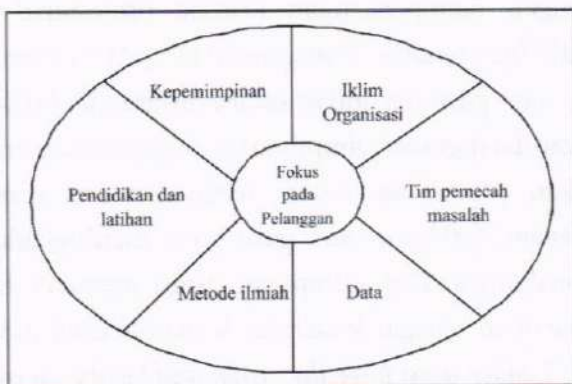 Kepemimpinan
Iklim
Organisasi
Pendidikan dan
latihan
Fokus
pada
Pelanggan
Tim pemecah
masalah
Metode ilmiah
Data